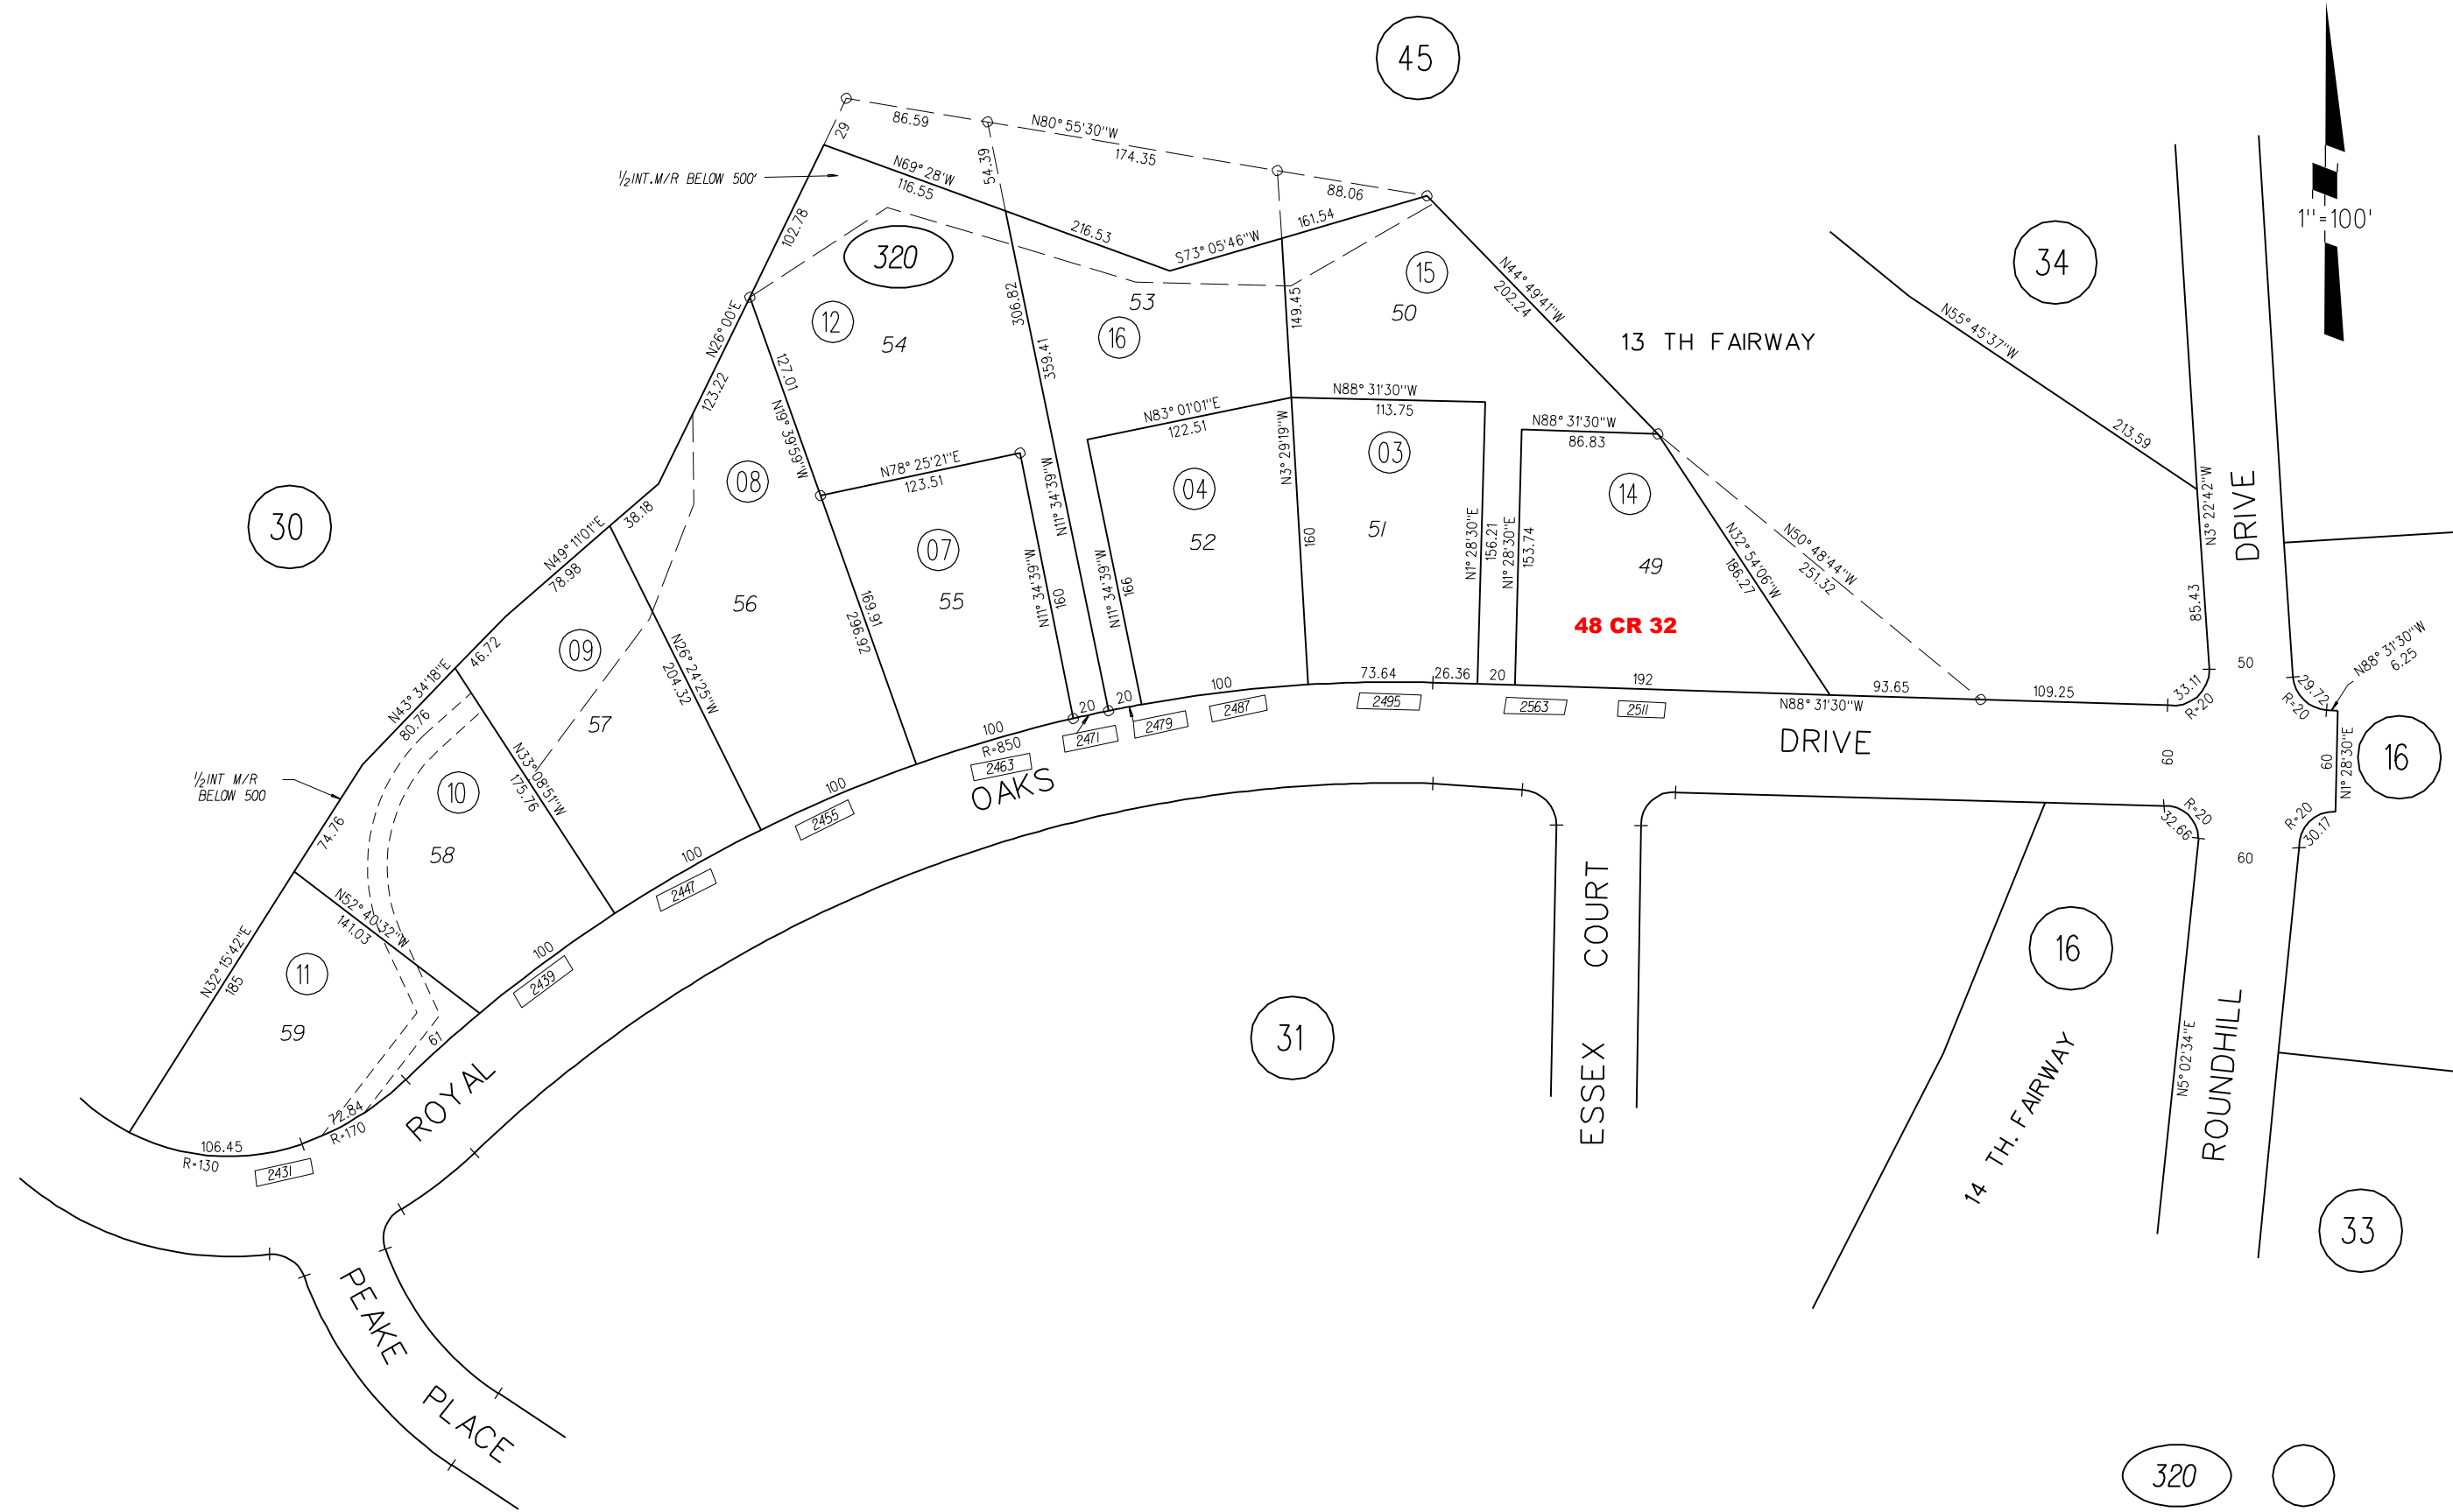 45
86.59
N80°55'30"W
174.35
29
54.39
½INT.M/R BELOW 500'
N69°28'W
116.55
88.06
102.78
216.53
S73°05'46"W
161.54
320
15
50
N44°49'41"W
202.24
34
1"=100'
53
12
54
16
306.82
359.41
149.45
13 TH FAIRWAY
N55°45'37"W
213.59
N26°00'E
123.22
127.01
N19°39'59"W
N88°31'30"W
113.75
N83°01'01"E
122.51
N88°31'30"W
86.83
N78°25'21"E
123.51
N11°34'39"W
N3°29'19"W
03
51
04
52
14
49
48 CR 32
08
56
07
55
30
38.18
N49°11'01"E
78.98
N11°34'39"W
160
N11°34'39"W
166
160
N1°28'30"E
156.21
N1°28'30"E
153.74
N32°54'06"W
186.27
N50°48'44"W
251.32
N3°22'42"W
85.43
DRIVE
169.91
296.92
N26°24'25"W
204.32
09
57
46.72
N43°34'18"E
80.76
N33°08'51"W
175.76
50
N88°31'30"W
6.25
29.72
R=20
33.11
R=20
73.64
26.36
20
192
93.65
109.25
N88°31'30"W
100
20
20
100
R=850
2463
2471
2479
2487
2495
2563
2511
OAKS
DRIVE
60
60
N1°28'30"E
16
½INT M/R
BELOW 500
10
58
74.76
100
2455
100
2447
R=20
32.66
R=20
30.17
60
N52°40'32"W
141.03
100
2439
ESSEX COURT
16
11
59
N32°15'42"E
185
61
31
ROYAL
72.84
R=170
106.45
R=130
2431
14 TH. FAIRWAY
N5°02'34"E
ROUNDHILL
33
PEAKE PLACE
320